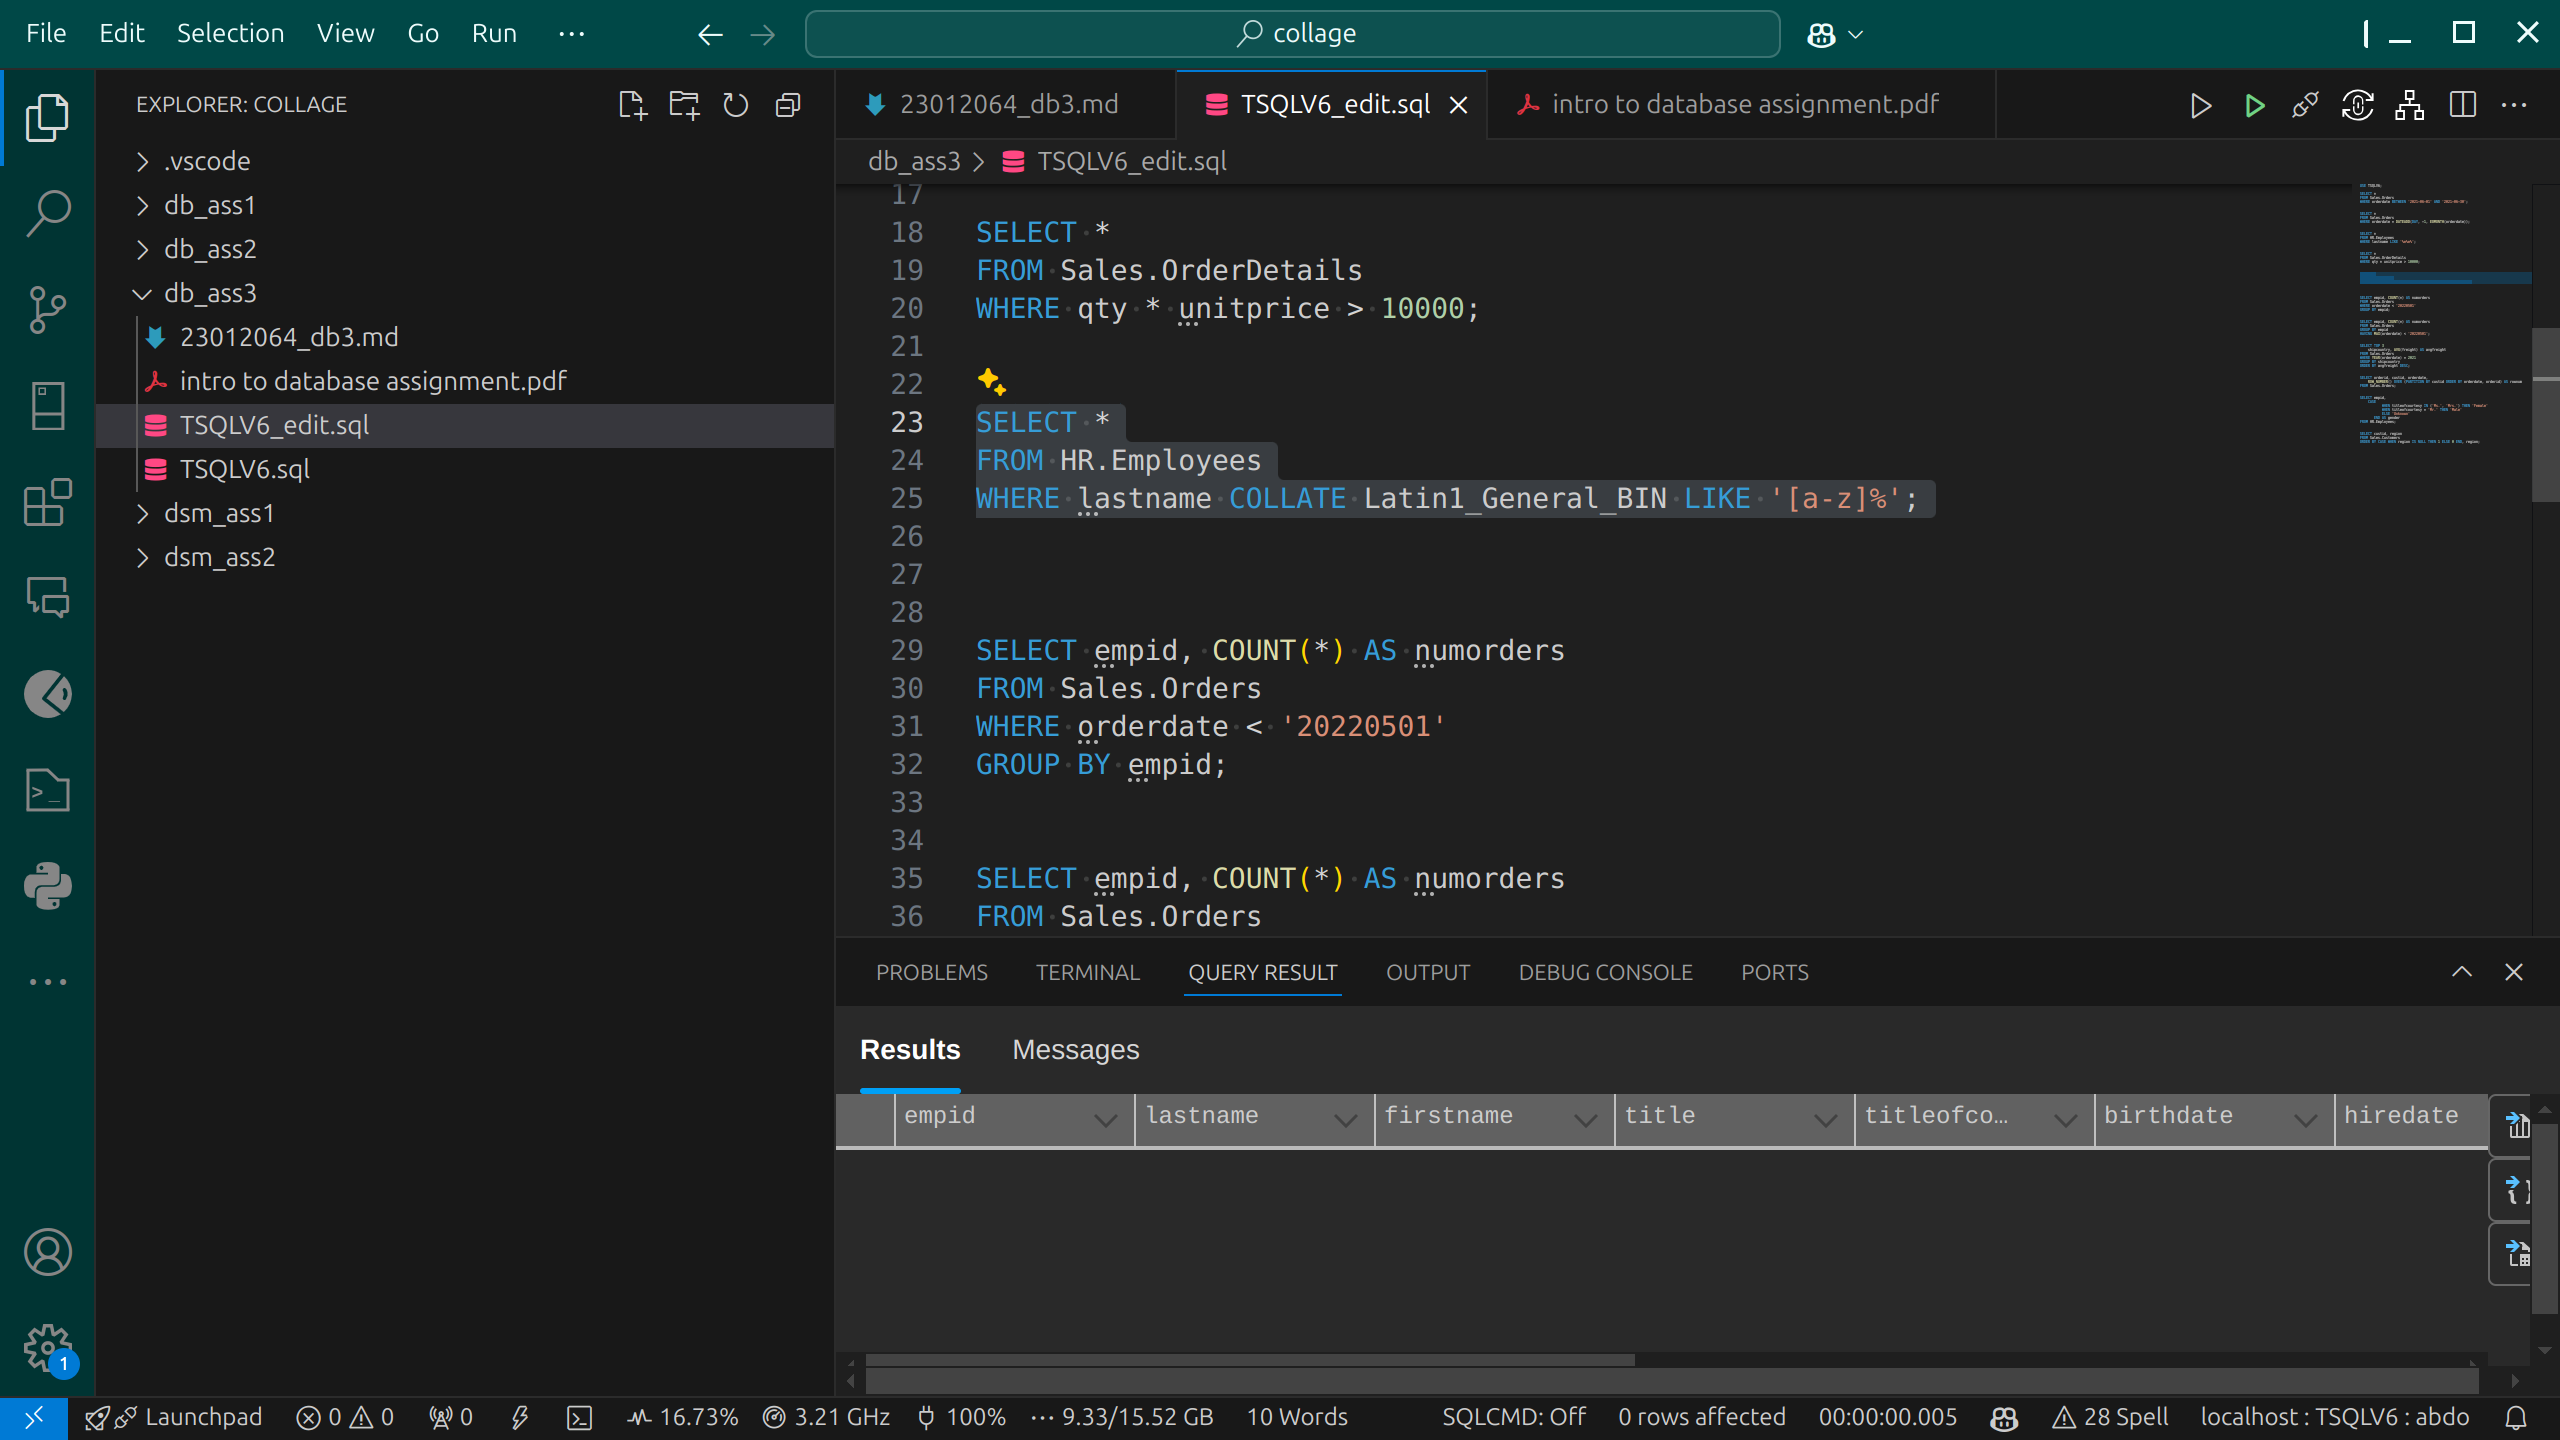 File Edit Selection View Go Run ···
collage
EXPLORER: COLLAGE
.vscode
db_ass1
db_ass2
db_ass3
23012064_db3.md
intro to database assignment.pdf
TSQLV6_edit.sql
TSQLV6.sql
dsm_ass1
dsm_ass2
23012064_db3.md
TSQLV6_edit.sql
intro to database assignment.pdf
db_ass3 > TSQLV6_edit.sql
17
18 SELECT *
19 FROM Sales.OrderDetails
20 WHERE qty * unitprice > 10000;
21
22
23 SELECT *
24 FROM HR.Employees
25 WHERE lastname COLLATE Latin1_General_BIN LIKE '[a-z]%';
26
27
28
29 SELECT empid, COUNT(*) AS numorders
30 FROM Sales.Orders
31 WHERE orderdate < '20220501'
32 GROUP BY empid;
33
34
35 SELECT empid, COUNT(*) AS numorders
36 FROM Sales.Orders
PROBLEMS TERMINAL QUERY RESULT OUTPUT DEBUG CONSOLE PORTS
Results Messages
empid lastname firstname title titleofco… birthdate hiredate
1
Launchpad 0 0 0 16.73% 3.21 GHz 100% ··· 9.33/15.52 GB 10 Words SQLCMD: Off 0 rows affected 00:00:00.005 28 Spell localhost : TSQLV6 : abdo